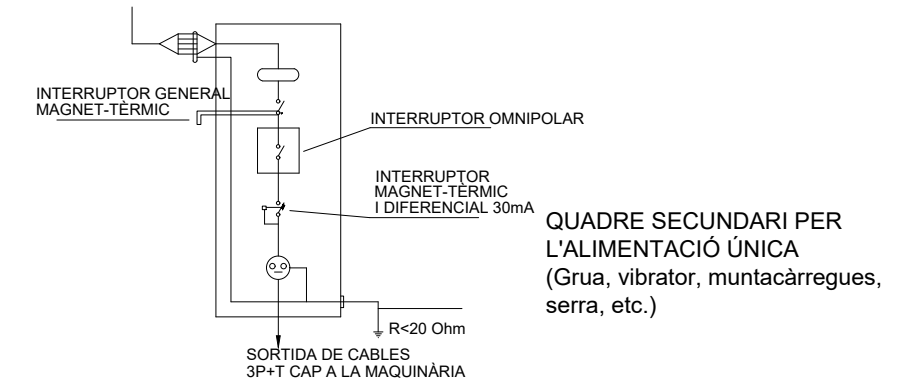 INTERRUPTOR GENERAL
MAGNET-TÈRMIC
INTERRUPTOR OMNIPOLAR
INTERRUPTOR
MAGNET-TÈRMIC
I DIFERENCIAL 30mA
QUADRE SECUNDARI PER
L'ALIMENTACIÓ ÚNICA
(Grua, vibrator, muntacàrregues,
serra, etc.)
R<20 Ohm
SORTIDA DE CABLES
3P+T CAP A LA MAQUINÀRIA